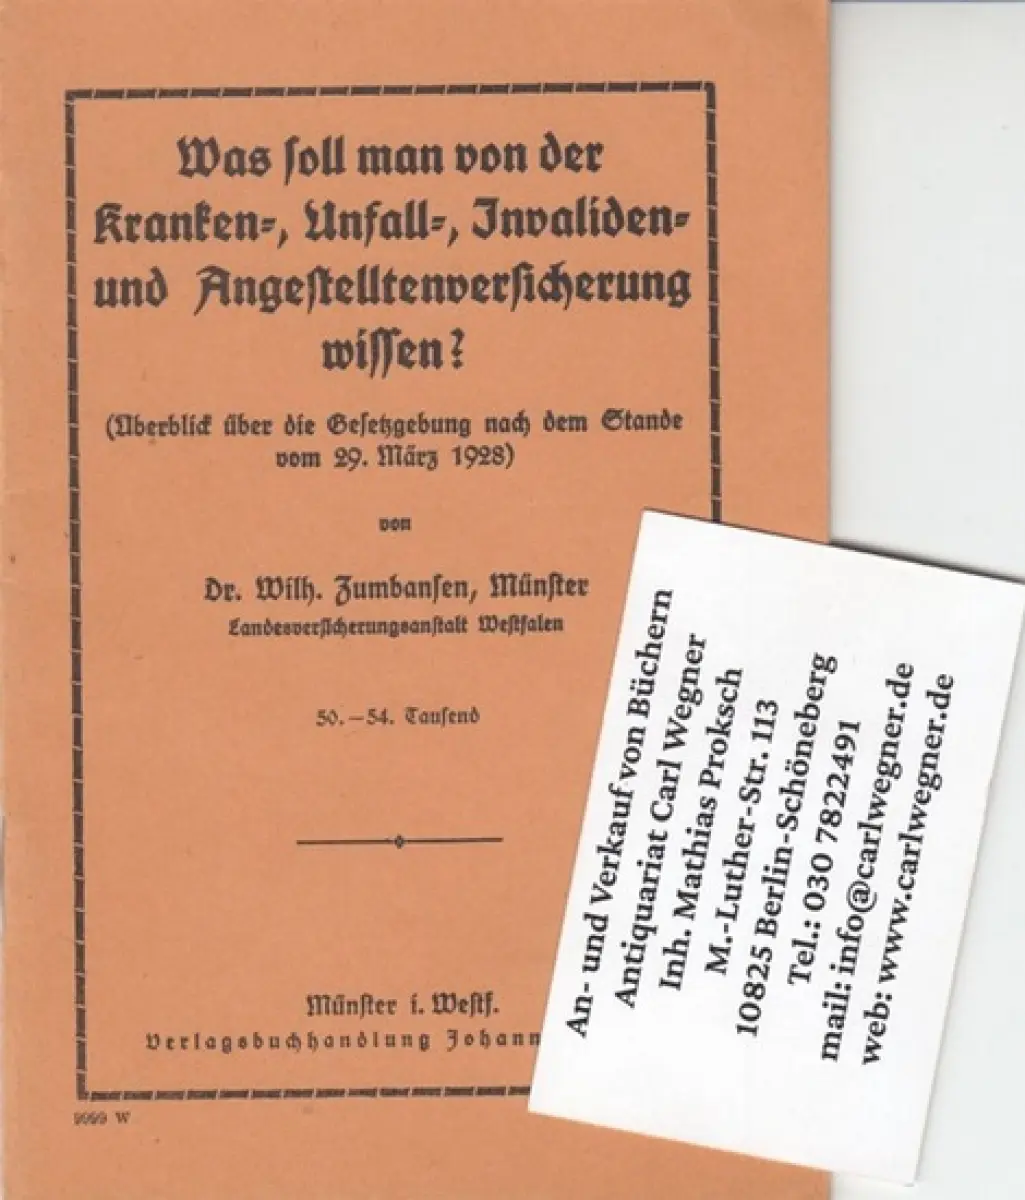 Was soll man von der
Kranken-, Unfall-, Invaliden-
und Angestelltenversicherung
wissen?
(Überblick über die Gesetzgebung nach dem Stande
vom 29. März 1928)
von
Dr. Wilh. Zumbansen, Münster
Landesversicherungsanstalt Westfalen
50.–54. Tausend
Münster i. Westf.
Verlagsbuchhandlung Johann
9999 W
An- und Verkauf von Büchern
Antiquariat Carl Wegner
Inh. Mathias Proksch
M.-Luther-Str. 113
10825 Berlin-Schöneberg
Tel.: 030 7822491
mail: info@carlwegner.de
web: www.carlwegner.de